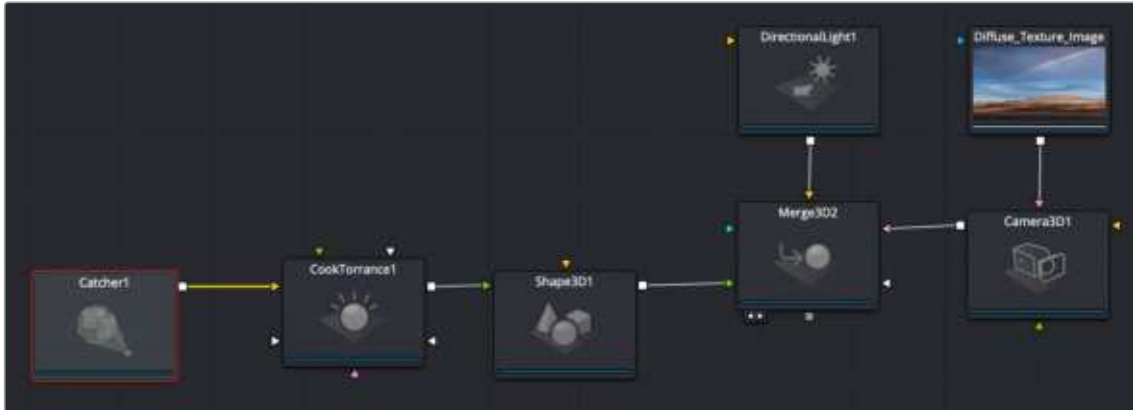 DirectionalLight1
Diffuse_Texture_Image
Merge3D2
Camera3D1
Catcher1
CookTorrance1
Shape3D1